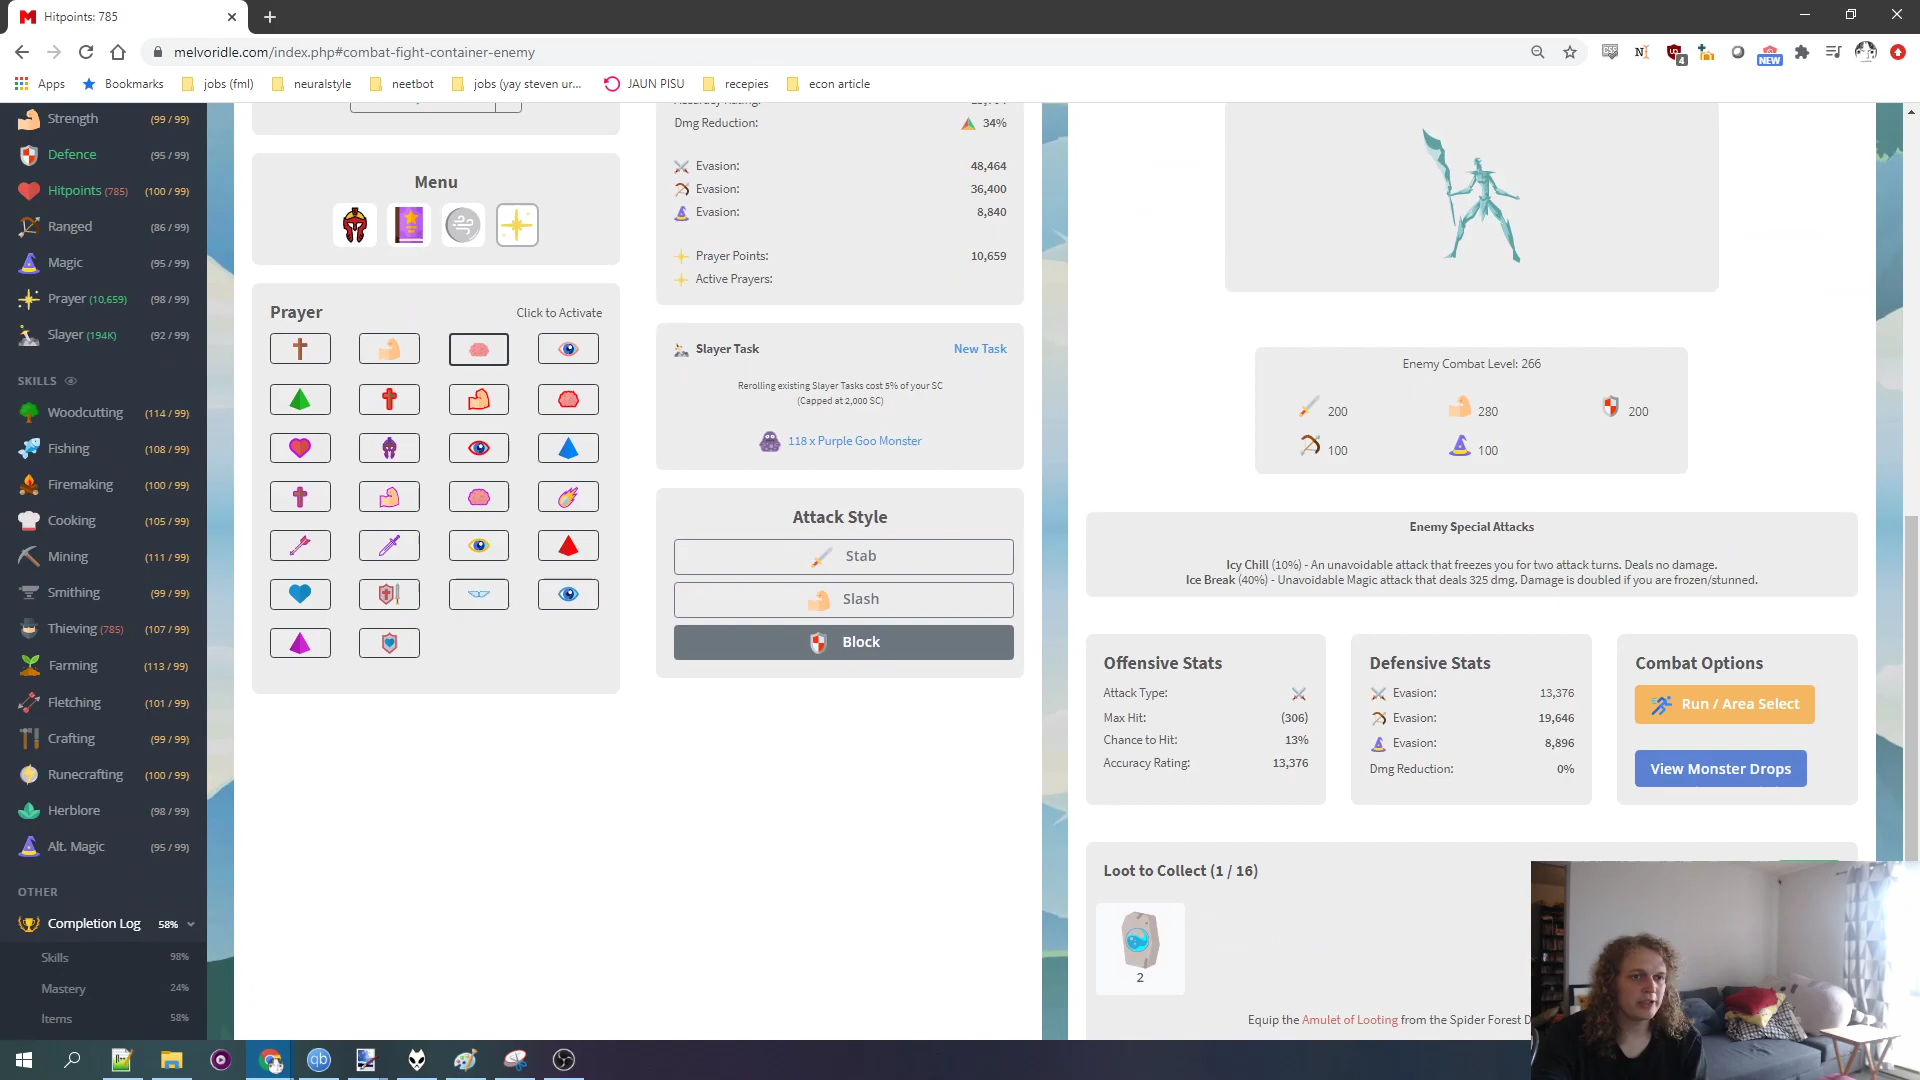 Hitpoints: 785
melvoridle.com/index.php#combat-fight-container-enemy
4
NEW
Apps
Bookmarks
jobs (fml)
neuralstyle
neetbot
jobs (yay steven ur...
JAUN PISU
recepies
econ article
Strength (99 / 99)
Defence (95 / 99)
Hitpoints (785) (100 / 99)
Ranged (86 / 99)
Magic (95 / 99)
Prayer (10,659) (98 / 99)
Slayer (194K) (92 / 99)
SKILLS
Woodcutting (114 / 99)
Fishing (108 / 99)
Firemaking (100 / 99)
Cooking (105 / 99)
Mining (111 / 99)
Smithing (99 / 99)
Thieving (785) (107 / 99)
Farming (113 / 99)
Fletching (101 / 99)
Crafting (99 / 99)
Runecrafting (100 / 99)
Herblore (98 / 99)
Alt. Magic (95 / 99)
OTHER
Completion Log 58%
Skills 98%
Mastery 24%
Items 58%
Menu
Prayer
Click to Activate
Dmg Reduction: 34%
Evasion: 48,464
Evasion: 36,400
Evasion: 8,840
Prayer Points: 10,659
Active Prayers:
Slayer Task
New Task
Rerolling existing Slayer Tasks cost 5% of your SC
(Capped at 2,000 SC)
118 x Purple Goo Monster
Attack Style
Stab
Slash
Block
Enemy Combat Level: 266
200 280 200
100 100
Enemy Special Attacks
Icy Chill (10%) - An unavoidable attack that freezes you for two attack turns. Deals no damage.
Ice Break (40%) - Unavoidable Magic attack that deals 325 dmg. Damage is doubled if you are frozen/stunned.
Offensive Stats
Attack Type:
Max Hit: (306)
Chance to Hit: 13%
Accuracy Rating: 13,376
Defensive Stats
Evasion: 13,376
Evasion: 19,646
Evasion: 8,896
Dmg Reduction: 0%
Combat Options
Run / Area Select
View Monster Drops
Loot to Collect (1 / 16)
2
Equip the Amulet of Looting from the Spider Forest D
qb